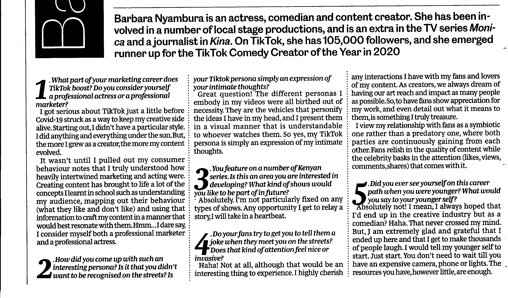 Ba
Barbara Nyambura is an actress, comedian and content creator. She has been in-
volved in a number of local stage productions, and is an extra in the TV series Moni-
ca and a journalist in Kina. On TikTok, she has 105,000 followers, and she emerged
runner up for the TikTok Comedy Creator of the Year in 2020
1. What part of your marketing career does
TikTok boost? Do you consider yourself
a professional actress or a professional
marketer?
I got serious about TikTok just a little before
Covid-19 struck as a way to keep my creative side
alive. Starting out, I didn't have a particular style.
I did anything and everything under the sun. But,
the more I grew as a creator, the more my content
evolved.
It wasn't until I pulled out my consumer
behaviour notes that I truly understood how
heavily intertwined marketing and acting were.
Creating content has brought to life a lot of the
concepts I learnt in school such as understanding
my audience, mapping out their behaviour
(what they like and don't like) and using that
information to craft my content in a manner that
would best resonate with them. Hmm...I dare say,
I consider myself both a professional marketer
and a professional actress.
2. How did you come up with such an
interesting persona? Is it that you didn't
want to be recognised on the streets? Is
your TikTok persona simply an expression of
your intimate thoughts?
Great question! The different personas I
embody in my videos were all birthed out of
necessity. They are the vehicles that personify
the ideas I have in my head, and I present them
in a visual manner that is understandable
to whoever watches them. So yes, my TikTok
persona is simply an expression of my intimate
thoughts.
3. You feature on a number of Kenyan
series. Is this an area you are interested in
developing? What kind of shows would
you like to be part of in future?
Absolutely, I'm not particularly fixed on any
types of shows. Any opportunity I get to relay a
story, I will take in a heartbeat.
4. Do your fans try to get you to tell them a
joke when they meet you on the streets?
Does that kind of attention feel nice or
invasive?
Haha! Not at all, although that would be an
interesting thing to experience. I highly cherish
any interactions I have with my fans and lovers
of my content. As creators, we always dream of
having our art reach and impact as many people
as possible. So, to have fans show appreciation for
my work, and even detail out what it means to
them, is something I truly treasure.
I view my relationship with fans as a symbiotic
one rather than a predatory one, where both
parties are continually gaining from each
other. Fans relish in the quality of content while
the celebrity basks in the attention (likes, views,
comments, shares) that comes with it.
5. Did you ever see yourself on this career
path when you were younger? What would
you say to your younger self?
Absolutely not! I mean, I always hoped that
I'd end up in the creative industry but as a
comedian? Haha. That never crossed my mind.
But, I am extremely glad and grateful that I
ended up here and that I get to make thousands
of people laugh. I would tell my younger self to
start. Just start. You don't need to wait till you
have an expensive camera, phone or lights. The
resources you have, however little, are enough.